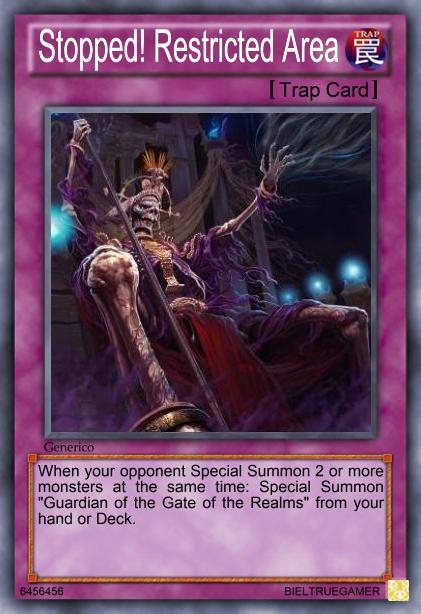 Stopped! Restricted Area
TRAP
罠
[ Trap Card ]
Generico
When your opponent Special Summon 2 or more
monsters at the same time: Special Summon
"Guardian of the Gate of the Realms" from your
hand or Deck.
6456456
BIELTRUEGAMER